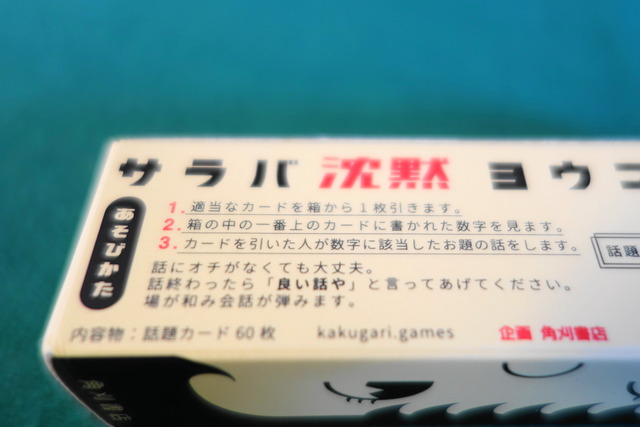 サラバ沈黙 ヨウコ
あそびかた
1. 適当なカードを箱から1枚引きます。
2. 箱の中の一番上のカードに書かれた数字を見ます。
3. カードを引いた人が数字に該当したお題の話をします。
話にオチがなくても大丈夫。
話終わったら「良い話や」と言ってあげてください。
場が和み会話が弾みます。
話題
内容物：話題カード 60 枚 kakugari.games 企画 角刈書店
角刈書店